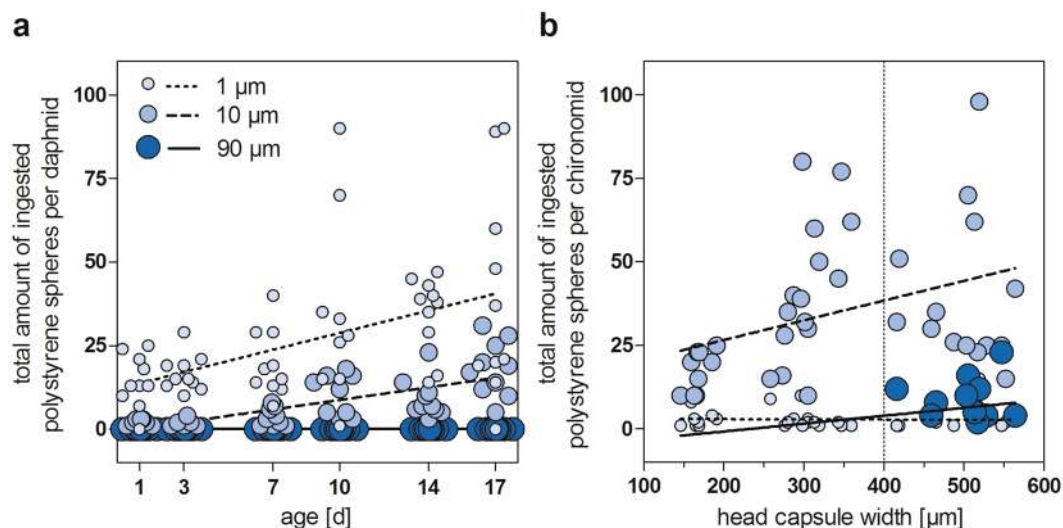 a
total amount of ingested
polystyrene spheres per daphnid
100
75
50
25
0
1 µm
10 µm
90 µm
1 3 7 10 14 17
age [d]
b
total amount of ingested
polystyrene spheres per chironomid
100
75
50
25
0
100 200 300 400 500 600
head capsule width [µm]